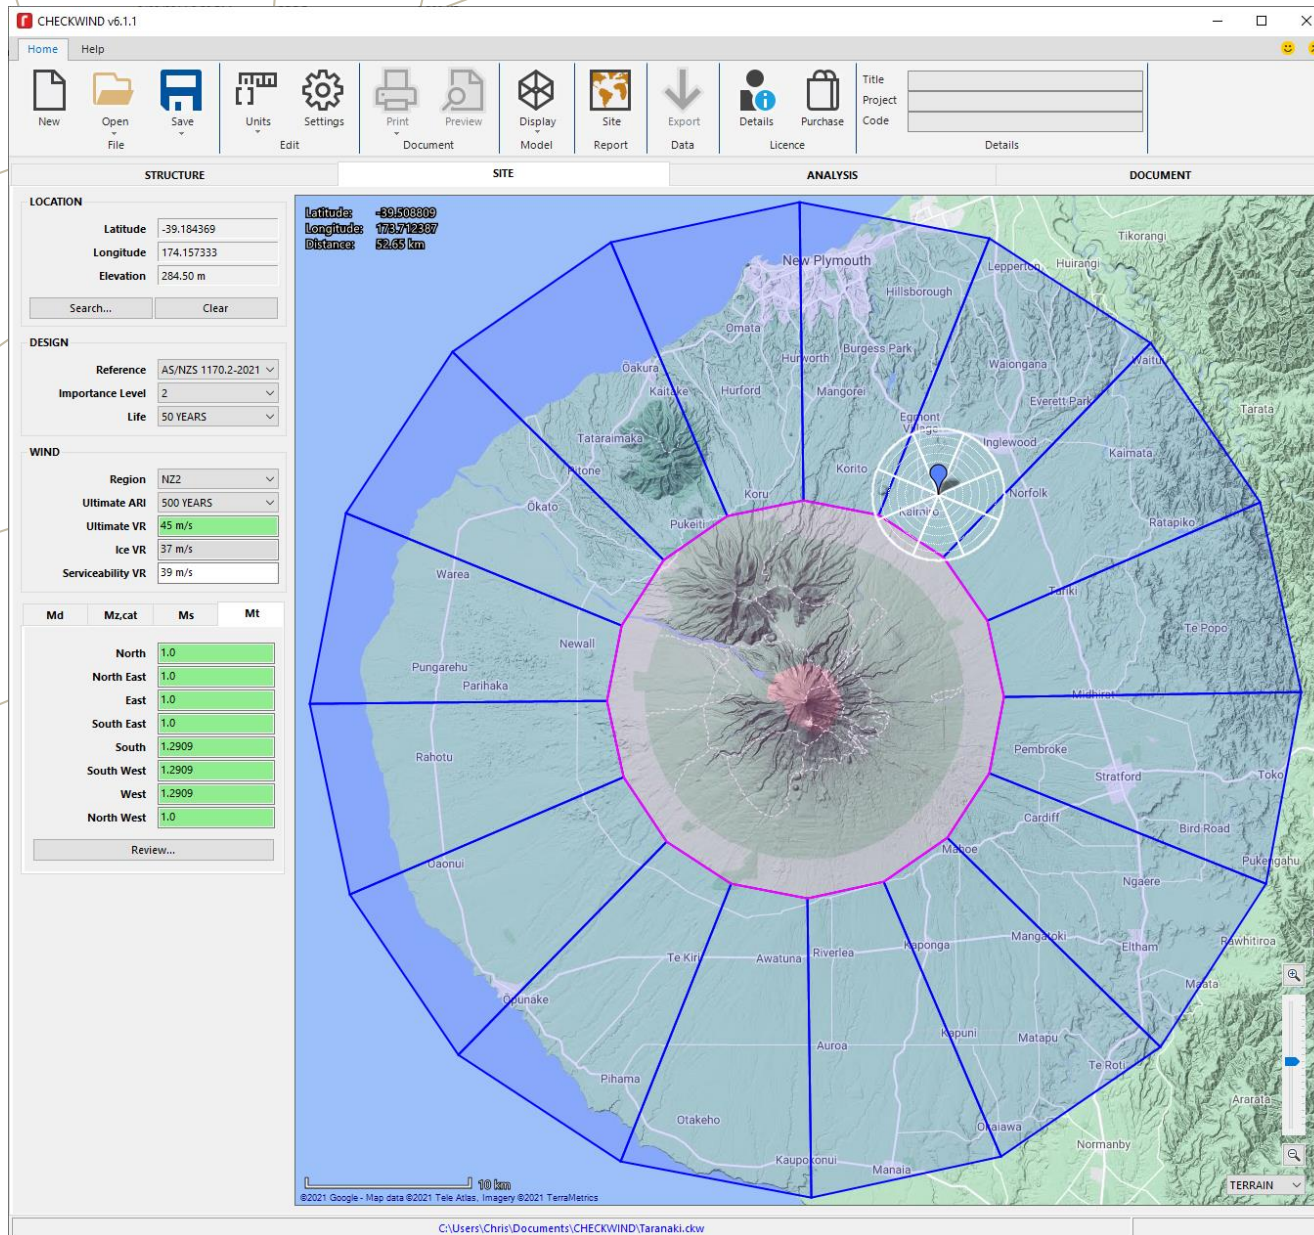 CHECKWIND v6.1.1
Home Help
New Open Save Units Settings Print Preview Display Site Export Details Purchase
File Edit Document Model Report Data Licence Details
Title
Project
Code
STRUCTURE SITE ANALYSIS DOCUMENT
LOCATION
Latitude -39.184369
Longitude 174.157333
Elevation 284.50 m
Search... Clear
DESIGN
Reference AS/NZS 1170.2-2021
Importance Level 2
Life 50 YEARS
WIND
Region NZ2
Ultimate ARI 500 YEARS
Ultimate VR 45 m/s
Ice VR 37 m/s
Serviceability VR 39 m/s
Md Mz,cat Ms Mt
North 1.0
North East 1.0
East 1.0
South East 1.0
South 1.2909
South West 1.2909
West 1.2909
North West 1.0
Review...
Latitude: -39.508809
Longitude: 173.712387
Distance: 52.65 km
Tikorangi
New Plymouth
Lepperton
Huirangi
Hillsborough
Omata
Hurworth
Burgess Park
Waiongana
Waitui
Ōakura
Kaitake
Hurford
Mangorei
Everett Park
Tarata
Egmont
Village
Tataraimaka
Inglewood
Kaimata
Pitone
Korito
Koru
Norfolk
Okato
Kaimiro
Pukeiti
Ratapiko
Warea
Tariki
Te Popo
Newall
Pungarehu
Parihaka
Midhirst
Rahotu
Pembroke
Stratford
Toko
Cardiff
Bird Road
Mahoe
Oaonui
Pukengahu
Ngaere
Mangatoki
Eltham
Rawhitiroa
Te Kiri
Awatuna
Riverlea
Kaponga
Maata
Ōpunake
Auroa
Kapuni
Matapu
Te Roti
Pihama
Ararata
Otakeho
Okaiawa
Normanby
Kaupokonui
Manaia
10 km
TERRAIN
©2021 Google - Map data ©2021 Tele Atlas, Imagery ©2021 TerraMetrics
C:\Users\Chris\Documents\CHECKWIND\Taranaki.ckw